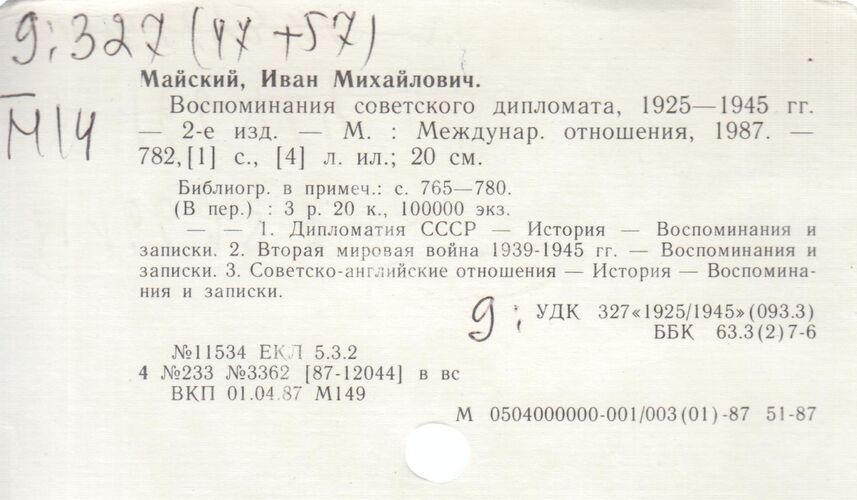 9:327 (47+57)
М14
Майский, Иван Михайлович.
Воспоминания советского дипломата, 1925—1945 гг.
— 2-е изд. — М. : Междунар. отношения, 1987. —
782, [1] с., [4] л. ил.; 20 см.
Библиогр. в примеч.: с. 765—780.
(В пер.) : 3 р. 20 к., 100000 экз.
— — 1. Дипломатия СССР — История — Воспоминания и
записки. 2. Вторая мировая война 1939-1945 гг. — Воспоминания и
записки. 3. Советско-английские отношения — История — Воспомина-
ния и записки.
9: УДК 327«1925/1945»(093.3)
ББК 63.3(2)7-6
№11534 ЕКЛ 5.3.2
4 №233 №3362 [87-12044] в вс
ВКП 01.04.87 М149
М 0504000000-001/003(01)-87 51-87